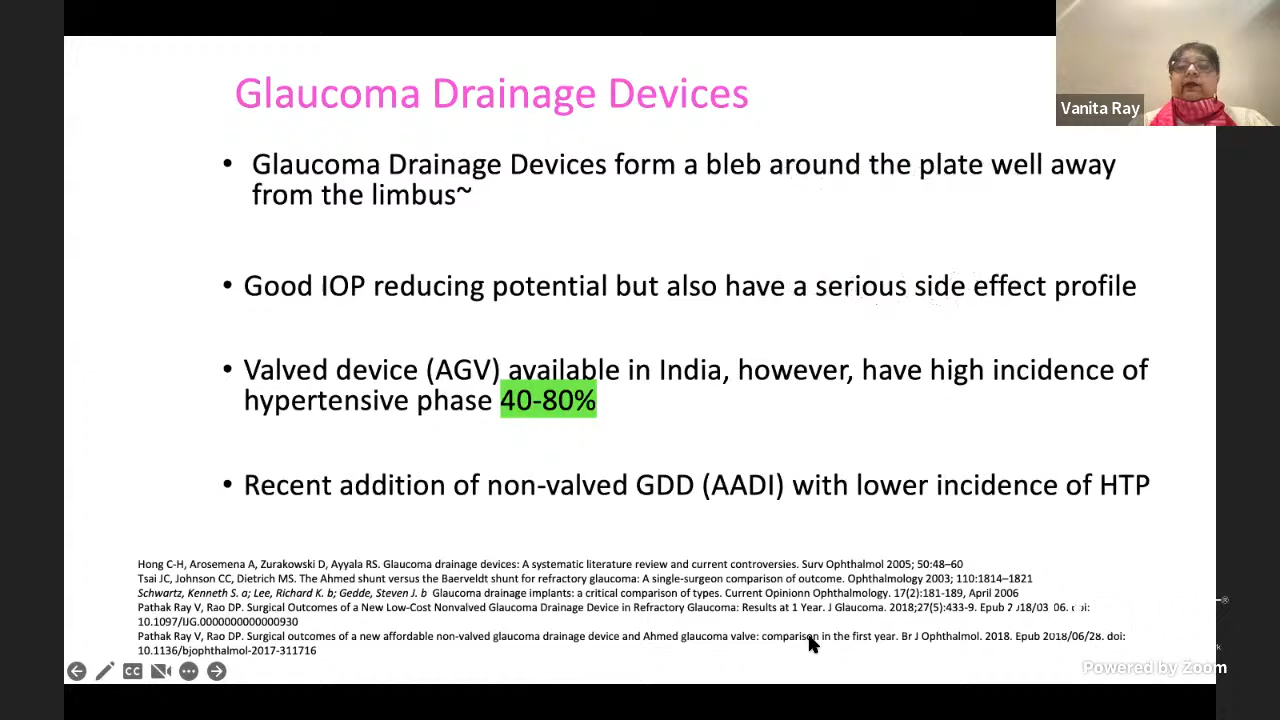 Glaucoma Drainage Devices
Vanita Ray
• Glaucoma Drainage Devices form a bleb around the plate well away
from the limbus~
• Good IOP reducing potential but also have a serious side effect profile
• Valved device (AGV) available in India, however, have high incidence of
hypertensive phase 40-80%
• Recent addition of non-valved GDD (AADI) with lower incidence of HTP
Hong C-H, Arosemena A, Zurakowski D, Ayyala RS. Glaucoma drainage devices: A systematic literature review and current controversies. Surv Ophthalmol 2005; 50:48–60
Tsai JC, Johnson CC, Dietrich MS. The Ahmed shunt versus the Baerveldt shunt for refractory glaucoma: A single-surgeon comparison of outcome. Ophthalmology 2003; 110:1814–1821
Schwartz, Kenneth S. a; Lee, Richard K. b; Gedde, Steven J. b Glaucoma drainage implants: a critical comparison of types. Current Opinionn Ophthalmology. 17(2):181-189, April 2006
Pathak Ray V, Rao DP. Surgical Outcomes of a New Low-Cost Nonvalved Glaucoma Drainage Device in Refractory Glaucoma: Results at 1 Year. J Glaucoma. 2018;27(5):433-9. Epub
10.1097/IJG.0000000000000930
Pathak Ray V, Rao DP. Surgical outcomes of a new affordable non-valved glaucoma drainage device and Ahmed glaucoma valve: comparison in the first year. Br J Ophthalmol. 2018. Epub 2018/06/28. doi:
10.1136/bjophthalmol-2017-311716
CC
Powered by Zoom